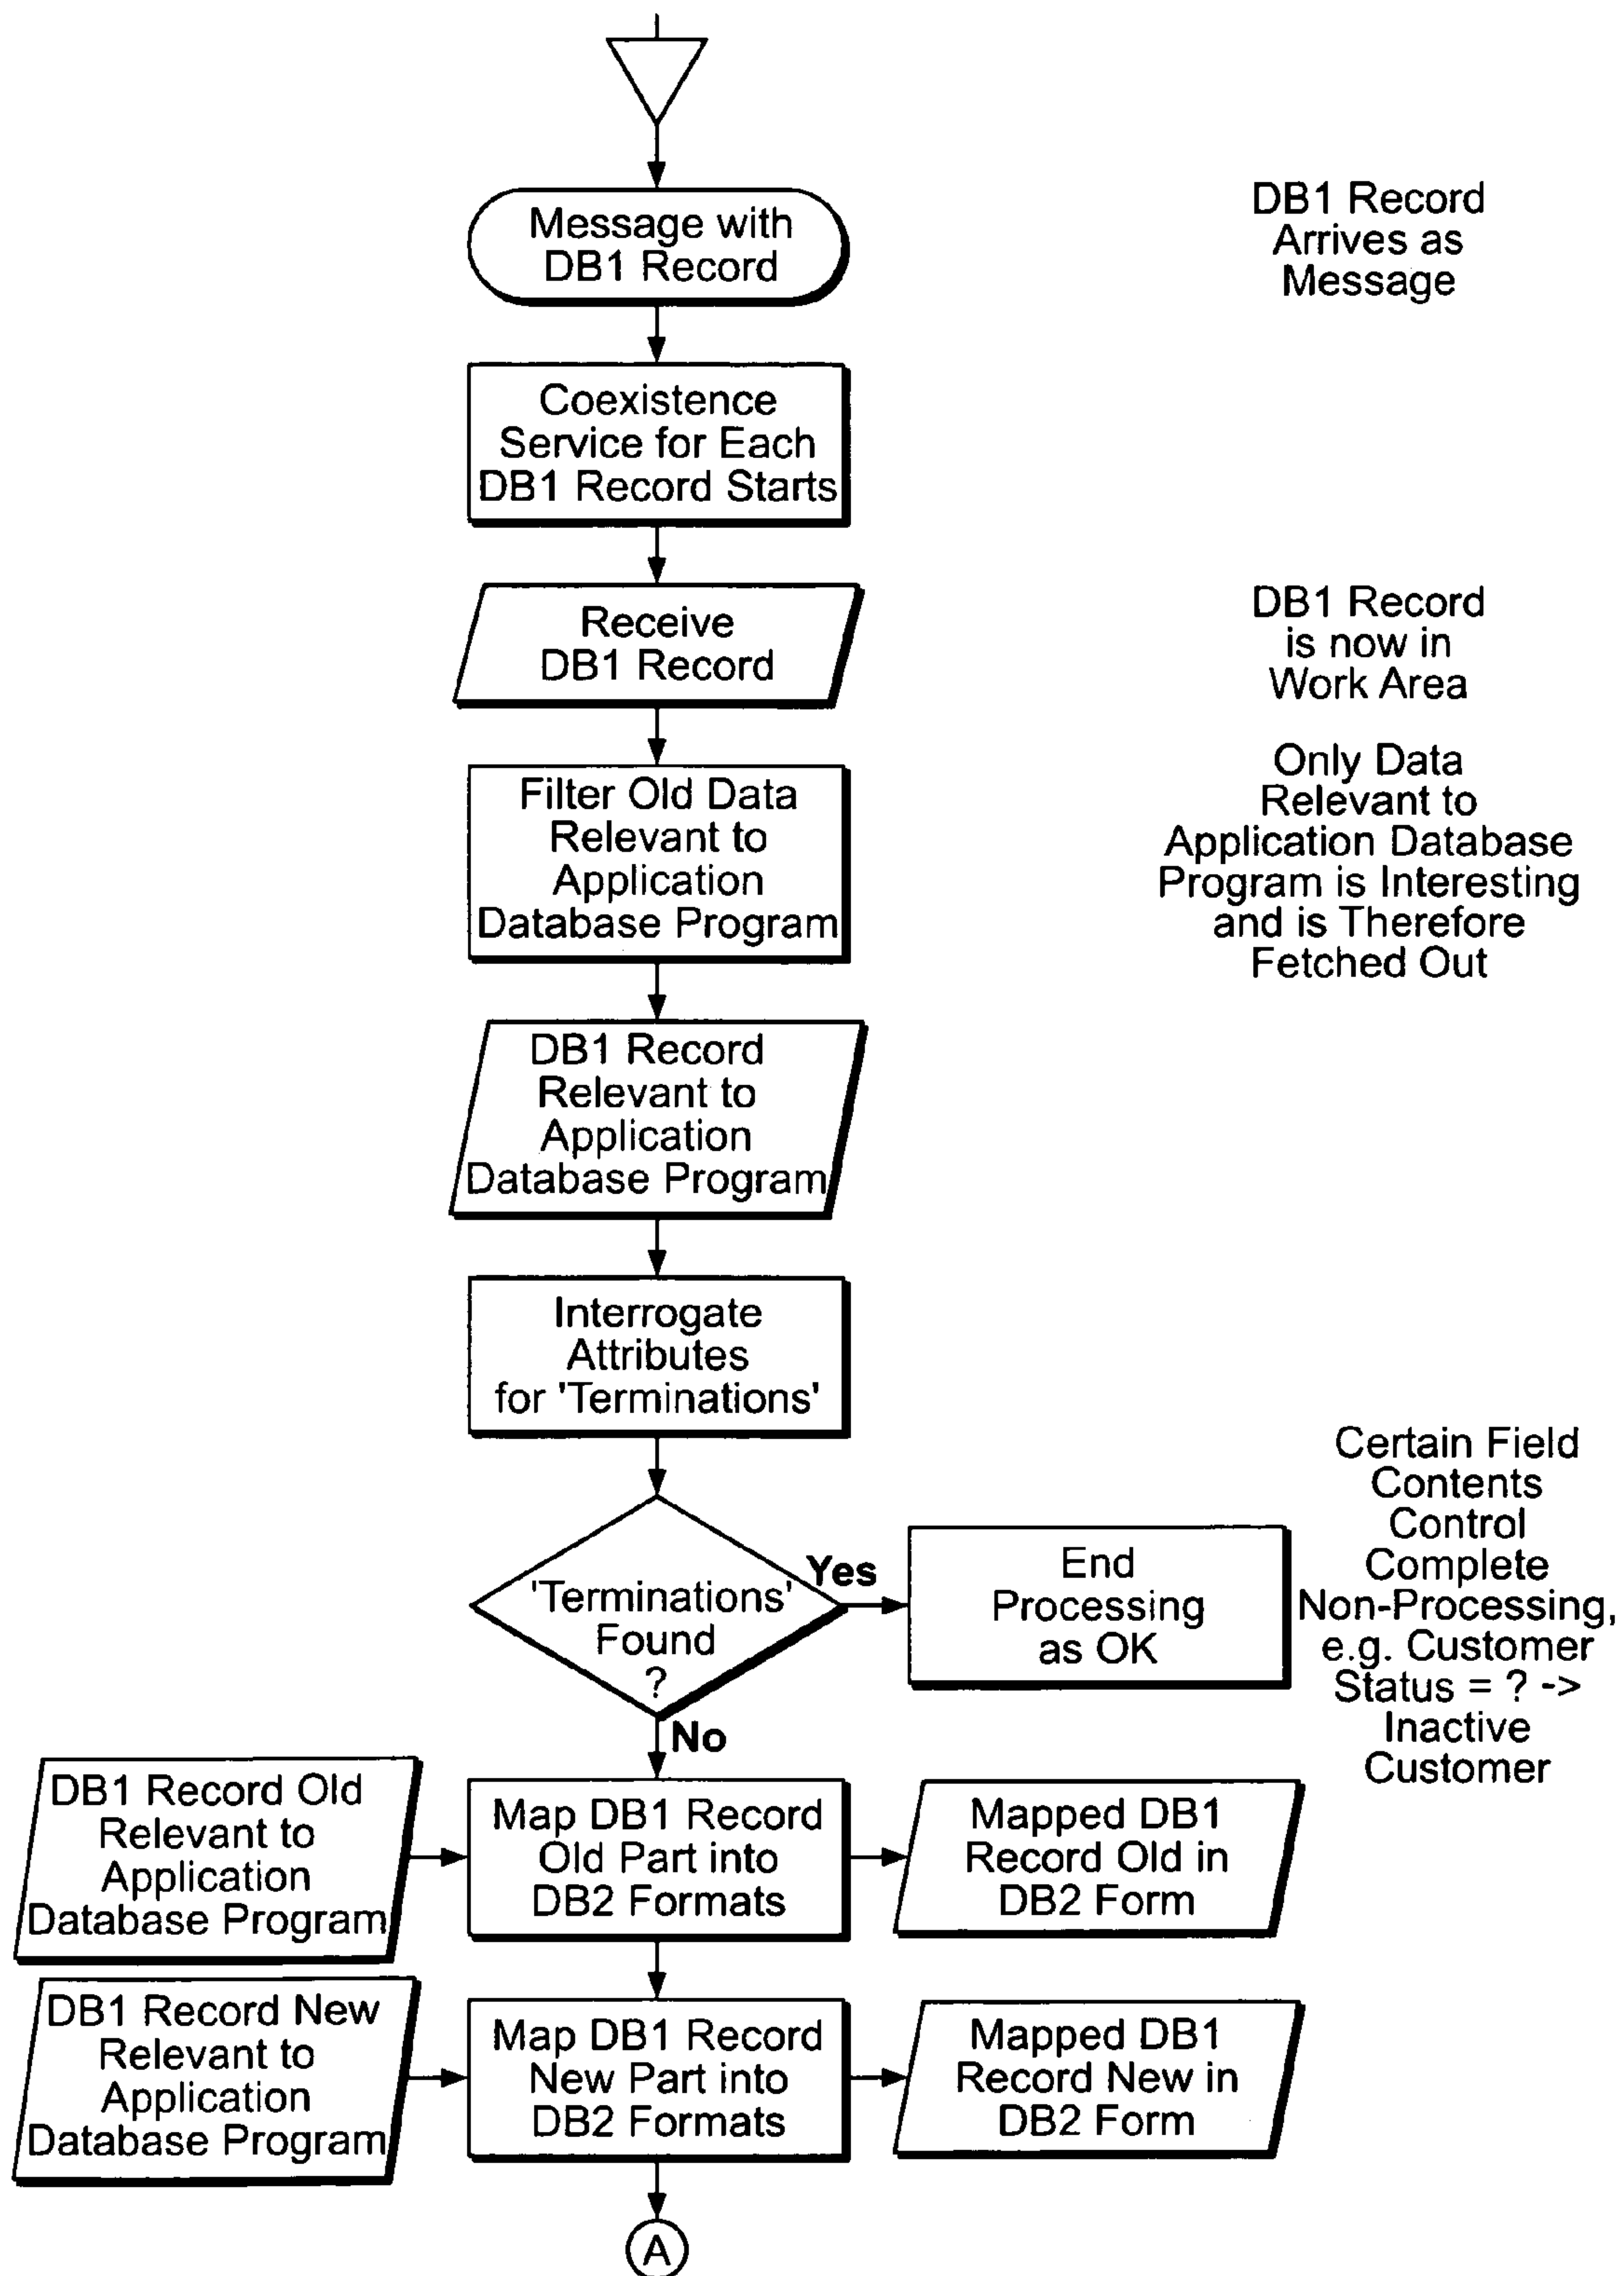 Message with
DB1 Record
DB1 Record
Arrives as
Message
Coexistence
Service for Each
DB1 Record Starts
Receive
DB1 Record
DB1 Record
is now in
Work Area
Filter Old Data
Relevant to
Application
Database Program
Only Data
Relevant to
Application Database
Program is Interesting
and is Therefore
Fetched Out
DB1 Record
Relevant to
Application
Database Program
Interrogate
Attributes
for 'Terminations'
'Terminations'
Found
?
Yes
No
End
Processing
as OK
Certain Field
Contents
Control
Complete
Non-Processing,
e.g. Customer
Status = ? ->
Inactive
Customer
DB1 Record Old
Relevant to
Application
Database Program
Map DB1 Record
Old Part into
DB2 Formats
Mapped DB1
Record Old in
DB2 Form
DB1 Record New
Relevant to
Application
Database Program
Map DB1 Record
New Part into
DB2 Formats
Mapped DB1
Record New in
DB2 Form
A